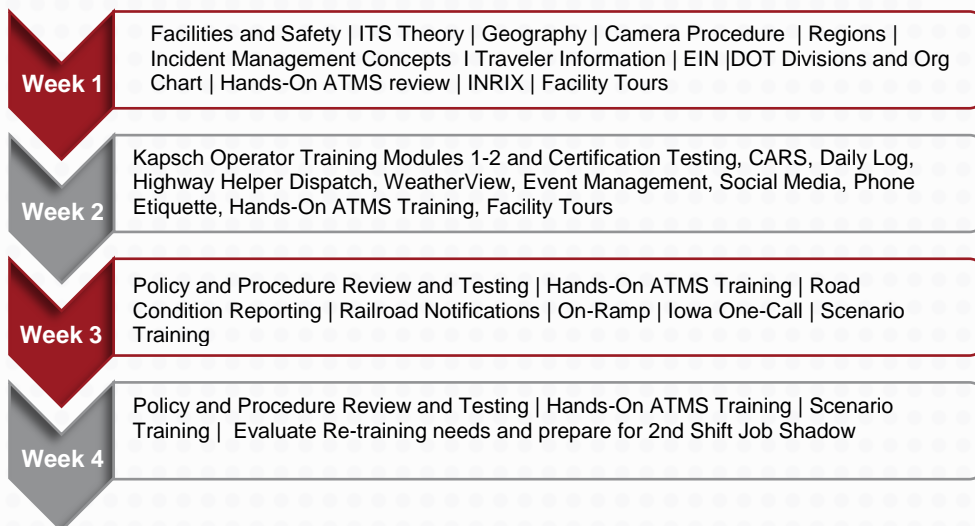 Week 1
Facilities and Safety | ITS Theory | Geography | Camera Procedure | Regions |
Incident Management Concepts I Traveler Information | EIN |DOT Divisions and Org
Chart | Hands-On ATMS review | INRIX | Facility Tours
Week 2
Kapsch Operator Training Modules 1-2 and Certification Testing, CARS, Daily Log,
Highway Helper Dispatch, WeatherView, Event Management, Social Media, Phone
Etiquette, Hands-On ATMS Training, Facility Tours
Week 3
Policy and Procedure Review and Testing | Hands-On ATMS Training | Road
Condition Reporting | Railroad Notifications | On-Ramp | Iowa One-Call | Scenario
Training
Week 4
Policy and Procedure Review and Testing | Hands-On ATMS Training | Scenario
Training | Evaluate Re-training needs and prepare for 2nd Shift Job Shadow